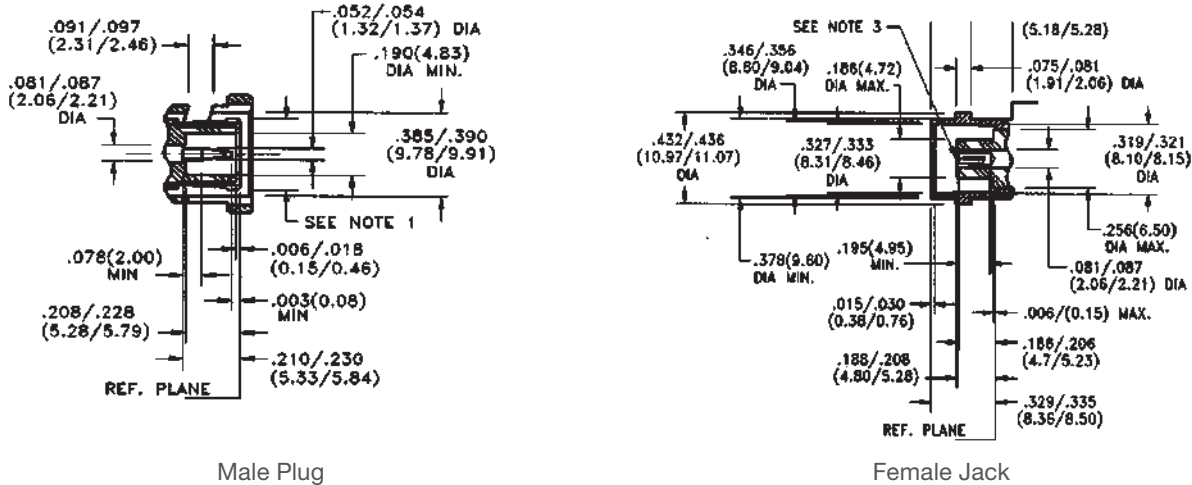 .091/.097
(2.31/2.46)
.052/.054
(1.32/1.37) DIA
.190(4.83)
DIA MIN.
.081/.087
(2.06/2.21)
DIA
.385/.390
(9.78/9.91)
DIA
SEE NOTE 1
.078(2.00)
MIN
.006/.018
(0.15/0.46)
.003(0.08)
MIN
.208/.228
(5.28/5.79)
.210/.230
(5.33/5.84)
REF. PLANE
Male Plug
SEE NOTE 3
(5.18/5.28)
.346/.356
(8.80/9.04)
DIA
.186(4.72)
DIA MAX.
.075/.081
(1.91/2.06) DIA
.432/.436
(10.97/11.07)
DIA
.327/.333
(8.31/8.46)
DIA
.319/.321
(8.10/8.15)
DIA
.256(6.50)
DIA MAX.
.378(9.60)
DIA MIN.
.195(4.95)
MIN.
.081/.087
(2.06/2.21) DIA
.015/.030
(0.38/0.76)
.006/(0.15) MAX.
.186/.206
(4.7/5.23)
.188/.208
(4.80/5.28)
.329/.335
(8.36/8.50)
REF. PLANE
Female Jack